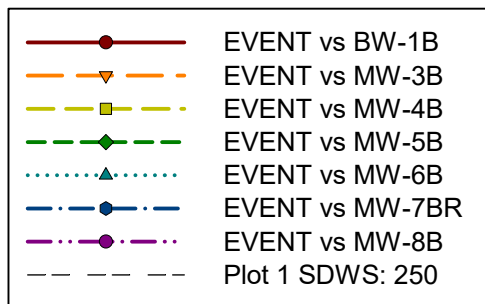 EVENT vs BW-1B
EVENT vs MW-3B
EVENT vs MW-4B
EVENT vs MW-5B
EVENT vs MW-6B
EVENT vs MW-7BR
EVENT vs MW-8B
Plot 1 SDWS: 250